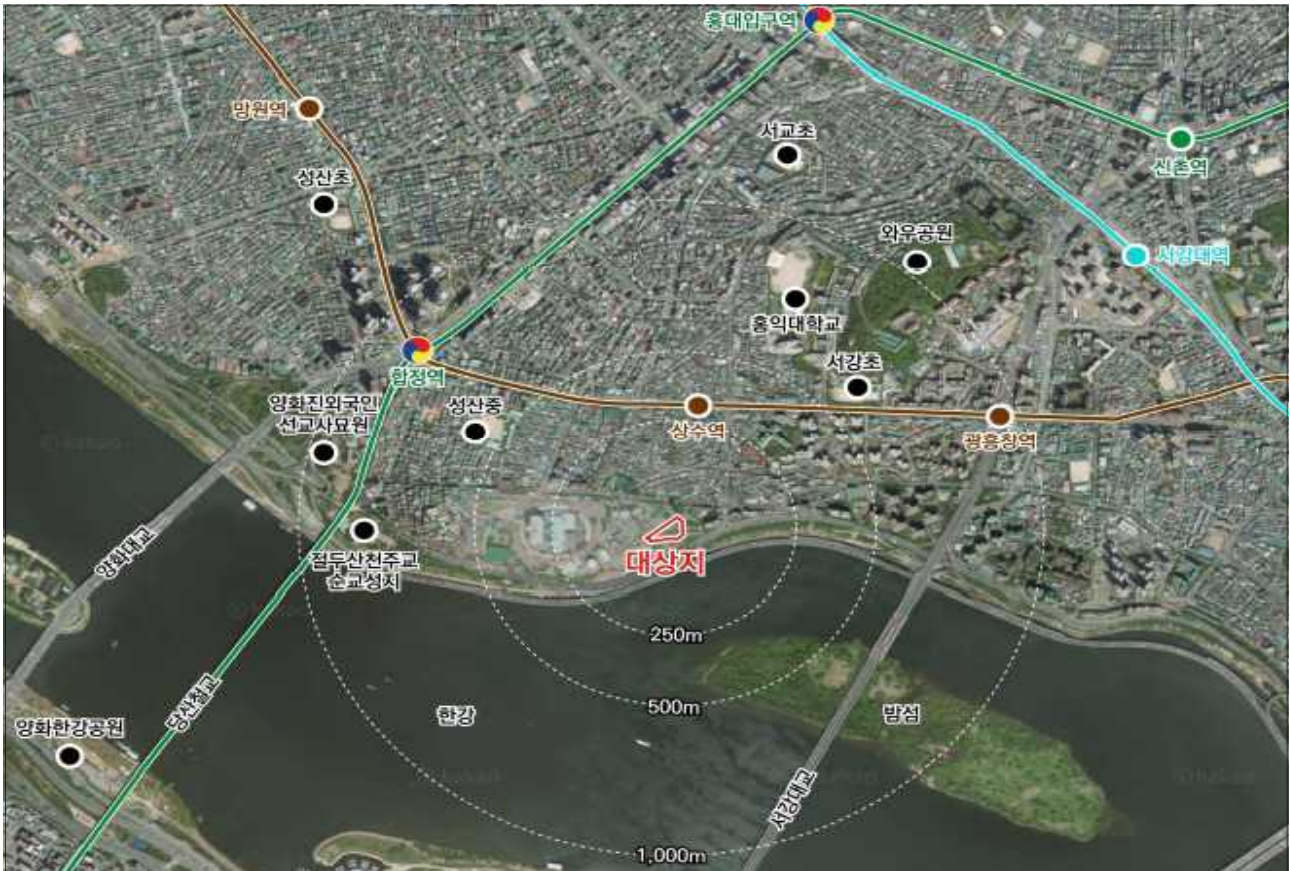 홍대입구역
망원역
서교초
신촌역
성산초
와우공원
서강대역
홍익대학교
합정역
서강초
양화진외국인
선교사묘원
성산중
상수역
광흥창역
양화대교
절두산천주교
순교성지
대상지
250m
당산철교
500m
한강
밤섬
양화한강공원
서강대교
1,000m